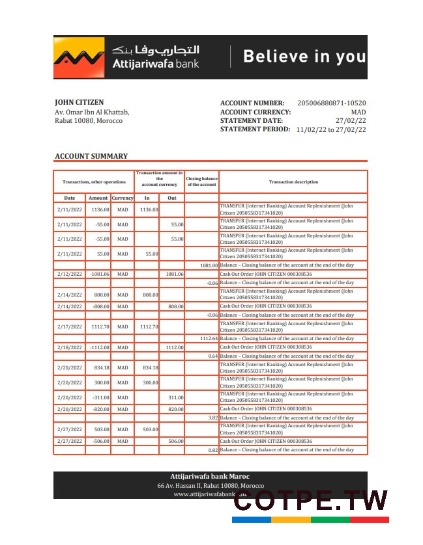 التجاري وفا بنك
Attijariwafa bank
Believe in you
JOHN CITIZEN
Av. Omar Ibn Al Khattab,
Rabat 10080, Morocco
ACCOUNT NUMBER: 205006880871-10520
ACCOUNT CURRENCY: MAD
STATEMENT DATE: 27/02/22
STATEMENT PERIOD: 11/02/22 to 27/02/22
ACCOUNT SUMMARY
Transactions, other operations
Transaction amount in the account currency
Closing balance of the account
Transaction description
Date Amount Currency In Out
2/11/2022 1136.00 MAD 1136.00 TRANSFER (Internet Banking) Account Replenishment (John
Citizen 2050558317341020)
2/11/2022 -55.00 MAD 55.00 TRANSFER (Internet Banking) Account Replenishment (John
Citizen 2050558317341020)
2/11/2022 -55.00 MAD 55.00 TRANSFER (Internet Banking) Account Replenishment (John
Citizen 2050558317341020)
2/11/2022 55.00 MAD 55.00 TRANSFER (Internet Banking) Account Replenishment (John
Citizen 2050558317341020)
1081.00 Balance – Closing balance of the account at the end of the day
2/12/2022 -1081.06 MAD 1081.06 Cash Out Order JOHN CITIZEN 000308536
-0.06 Balance – Closing balance of the account at the end of the day
2/14/2022 808.00 MAD 808.00 TRANSFER (Internet Banking) Account Replenishment (John
Citizen 2050558317341020)
2/14/2022 -808.00 MAD 808.00 Cash Out Order JOHN CITIZEN 000308536
-0.06 Balance – Closing balance of the account at the end of the day
2/17/2022 1112.70 MAD 1112.70 TRANSFER (Internet Banking) Account Replenishment (John
Citizen 2050558317341020)
1112.64 Balance – Closing balance of the account at the end of the day
2/18/2022 -1112.00 MAD 1112.00 Cash Out Order JOHN CITIZEN 000308536
0.64 Balance – Closing balance of the account at the end of the day
2/20/2022 834.18 MAD 834.18 TRANSFER (Internet Banking) Account Replenishment (John
Citizen 2050558317341020)
2/20/2022 300.00 MAD 300.00 TRANSFER (Internet Banking) Account Replenishment (John
Citizen 2050558317341020)
2/20/2022 -311.00 MAD 311.00 TRANSFER (Internet Banking) Account Replenishment (John
Citizen 2050558317341020)
2/20/2022 -820.00 MAD 820.00 Cash Out Order JOHN CITIZEN 000308536
3.82 Balance – Closing balance of the account at the end of the day
2/27/2022 503.00 MAD 503.00 TRANSFER (Internet Banking) Account Replenishment (John
Citizen 2050558317341020)
2/27/2022 -506.00 MAD 506.00 Cash Out Order JOHN CITIZEN 000308536
0.82 Balance – Closing balance of the account at the end of the day
Attijariwafa bank Maroc
66 Av. Hassan II, Rabat 10080, Morocco
www.attijariwafabank
COTPE.TW